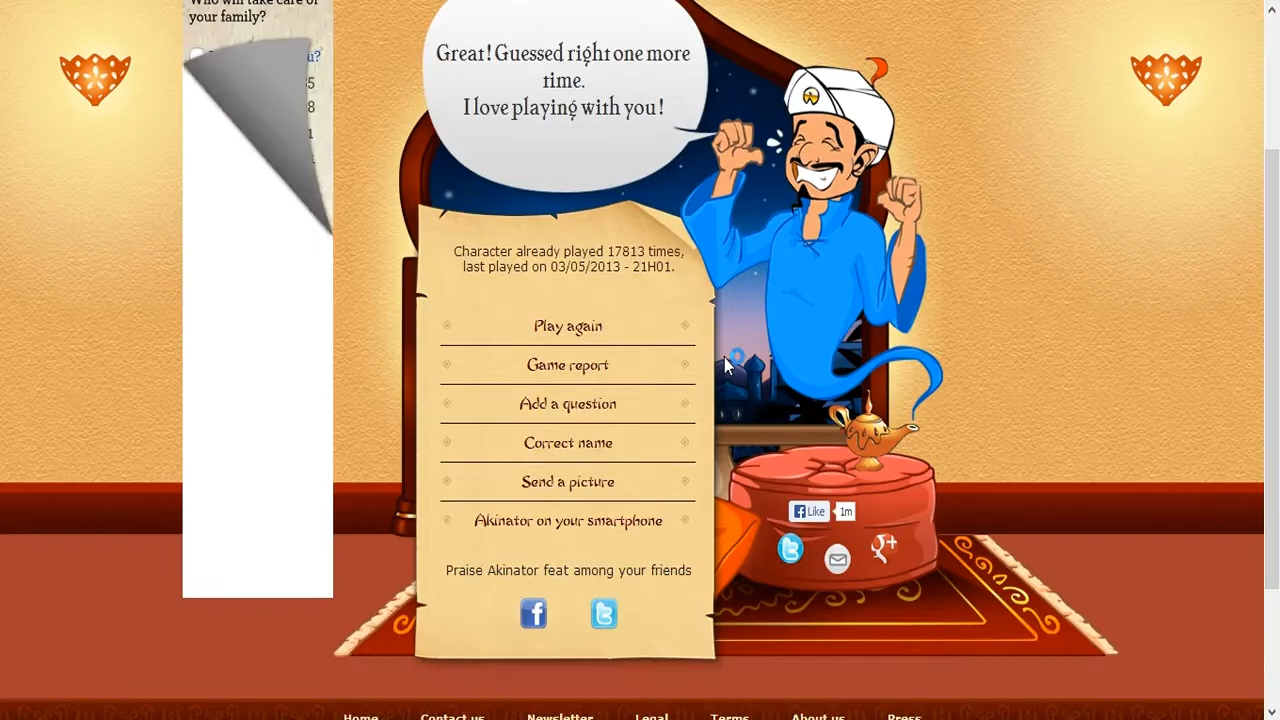 Who will take care of
your family?
u?
Great! Guessed right one more
time.
I love playing with you!
Character already played 17813 times,
last played on 03/05/2013 - 21H01.
Play again
Game report
Add a question
Correct name
Send a picture
Akinator on your smartphone
Praise Akinator feat among your friends
Like
1m
Home
Contact us
Newsletter
Legal
Terms
About us
Press